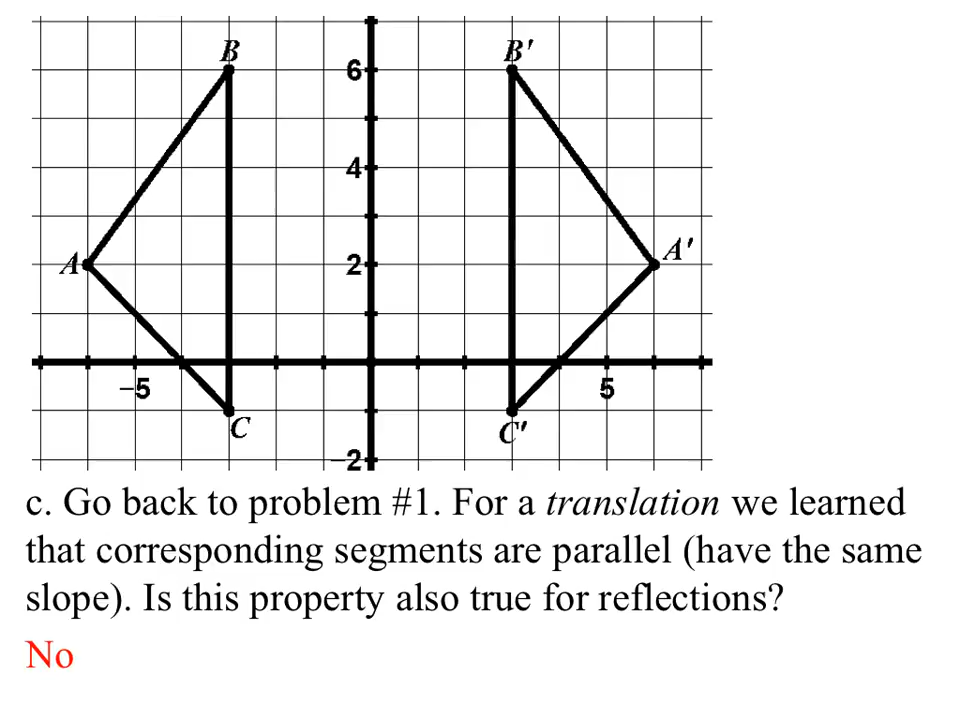 B B′
6
4
A A′
2
−5 5
C C′
−2
c. Go back to problem #1. For a translation we learned
that corresponding segments are parallel (have the same
slope). Is this property also true for reflections?
No